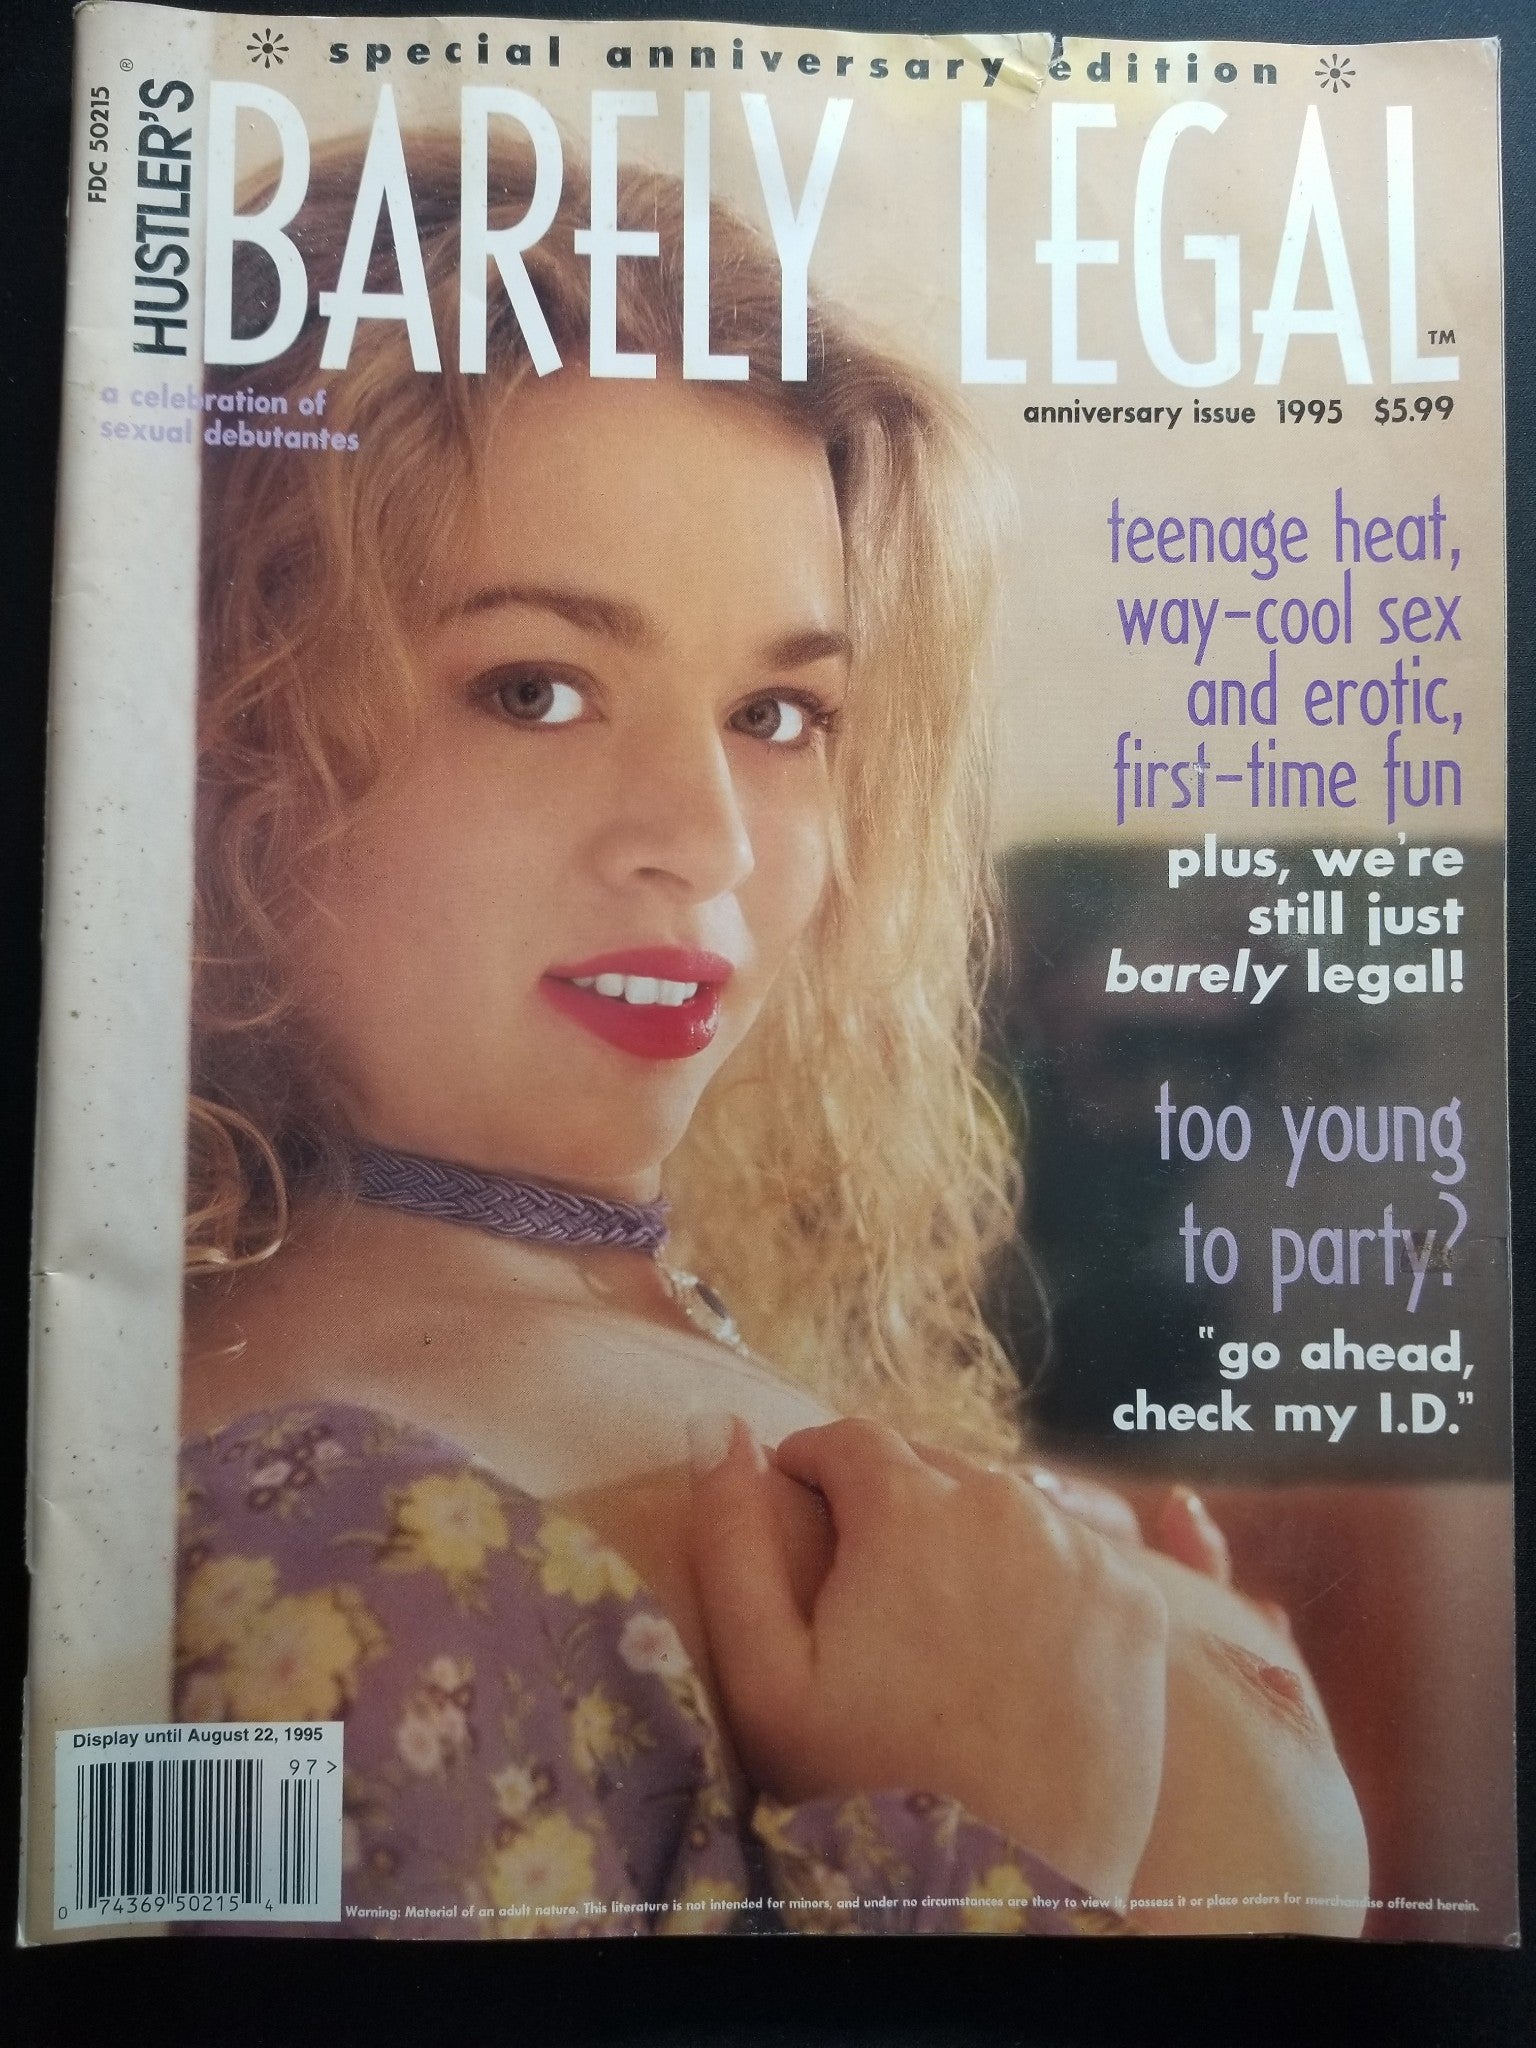 * special anniversary edition *
FDC 50215
HUSTLER'S®
BARELY LEGAL™
a celebration of
sexual debutantes
anniversary issue 1995 $5.99
teenage heat,
way-cool sex
and erotic,
first-time fun
plus, we're
still just
barely legal!
too young
to party?
"go ahead,
check my I.D."
Display until August 22, 1995
97>
0 74369 50215 4
Warning: Material of an adult nature. This literature is not intended for minors, and under no circumstances are they to view it, possess it or place orders for merchandise offered herein.